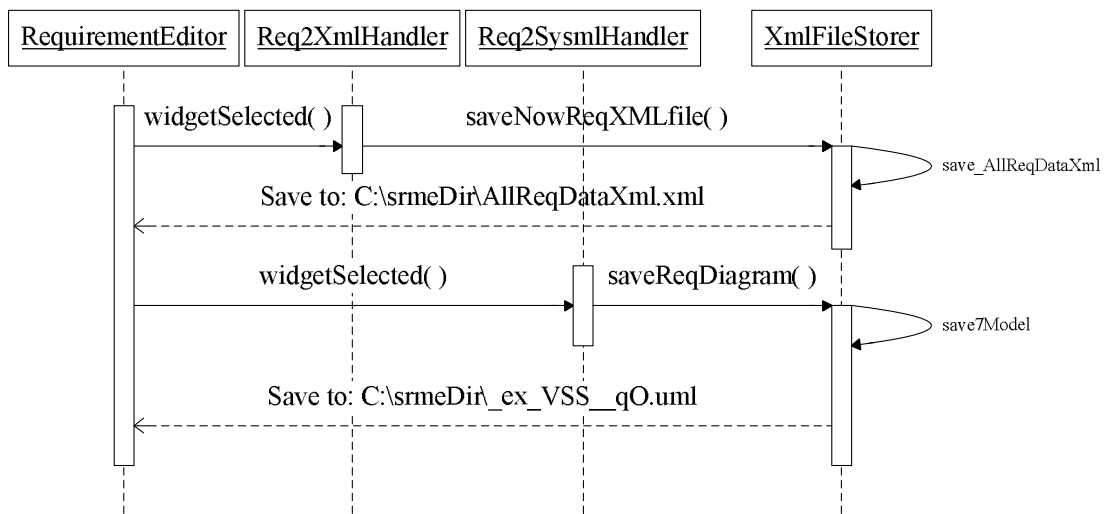 RequirementEditor
Req2XmlHandler
Req2SysmlHandler
XmlFileStorer
widgetSelected( )
saveNowReqXMLfile( )
save_AllReqDataXml
Save to: C:\srmeDir\AllReqDataXml.xml
widgetSelected( )
saveReqDiagram( )
save7Model
Save to: C:\srmeDir\_ex_VSS__qO.uml